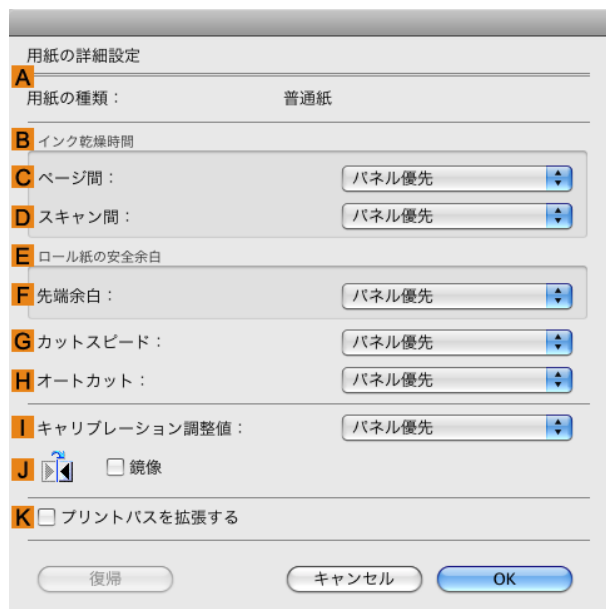 用紙の詳細設定
A
用紙の種類： 普通紙
B インク乾燥時間
C ページ間： パネル優先
D スキャン間： パネル優先
E ロール紙の安全余白
F 先端余白： パネル優先
G カットスピード： パネル優先
H オートカット： パネル優先
I キャリブレーション調整値： パネル優先
J 鏡像
K プリントパスを拡張する
復帰 キャンセル OK